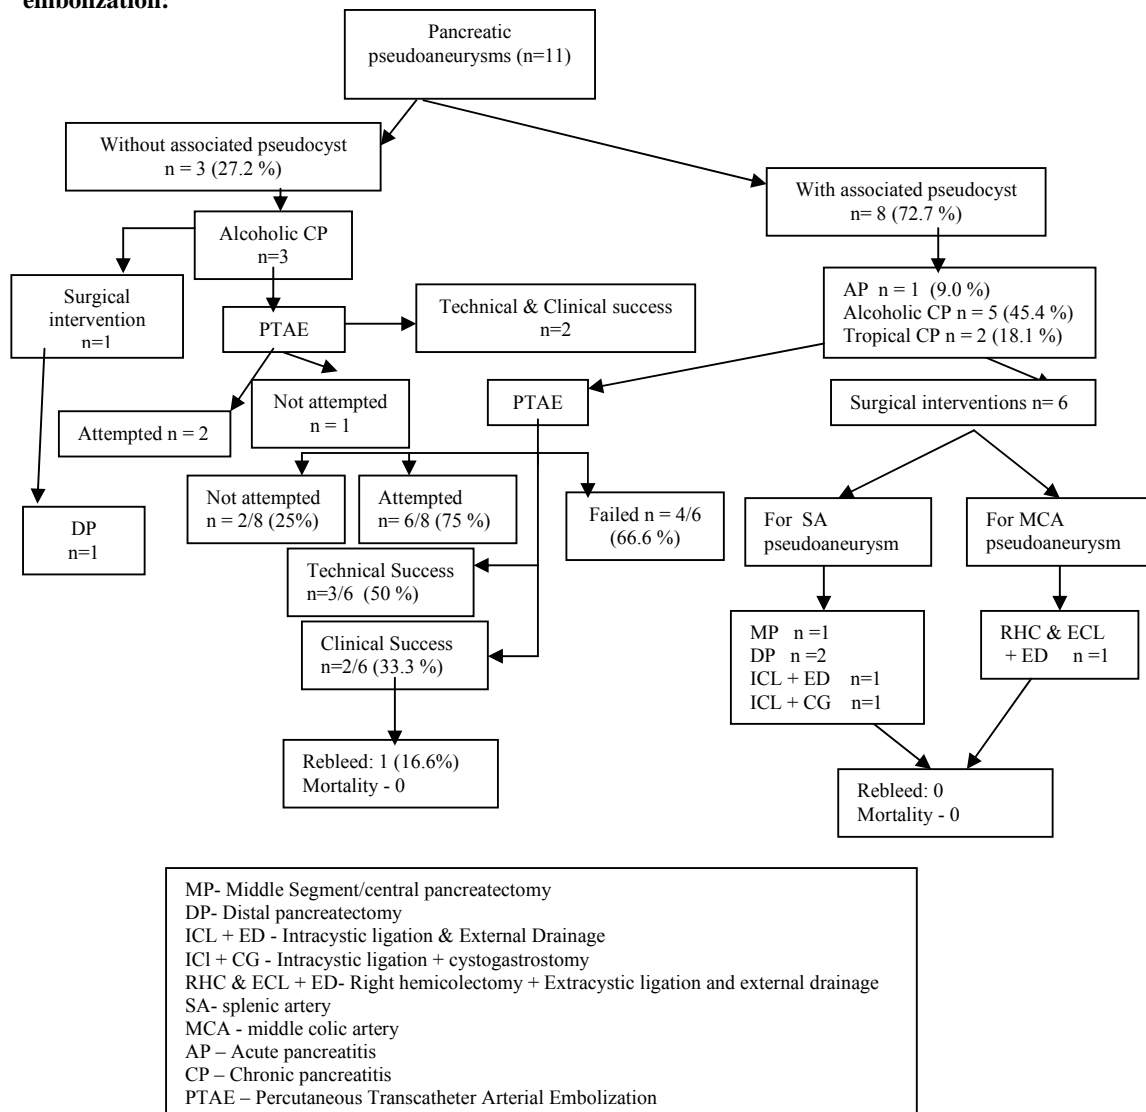 embolization:
Pancreatic
pseudoaneurysms (n=11)
Without associated pseudocyst
n = 3 (27.2 %)
With associated pseudocyst
n= 8 (72.7 %)
Alcoholic CP
n=3
Surgical
intervention
n=1
PTAE
Technical & Clinical success
n=2
AP n = 1 (9.0 %)
Alcoholic CP n = 5 (45.4 %)
Tropical CP n = 2 (18.1 %)
Attempted n = 2
Not attempted
n = 1
PTAE
Surgical interventions n= 6
DP
n=1
Not attempted
n = 2/8 (25%)
Attempted
n= 6/8 (75 %)
Failed n = 4/6
(66.6 %)
For SA
pseudoaneurysm
For MCA
pseudoaneurysm
Technical Success
n=3/6 (50 %)
Clinical Success
n=2/6 (33.3 %)
MP n =1
DP n =2
ICL + ED n=1
ICL + CG n=1
RHC & ECL
+ ED n =1
Rebleed: 1 (16.6%)
Mortality - 0
Rebleed: 0
Mortality - 0
MP- Middle Segment/central pancreatectomy
DP- Distal pancreatectomy
ICL + ED - Intracystic ligation & External Drainage
ICl + CG - Intracystic ligation + cystogastrostomy
RHC & ECL + ED- Right hemicolectomy + Extracystic ligation and external drainage
SA- splenic artery
MCA - middle colic artery
AP – Acute pancreatitis
CP – Chronic pancreatitis
PTAE – Percutaneous Transcatheter Arterial Embolization